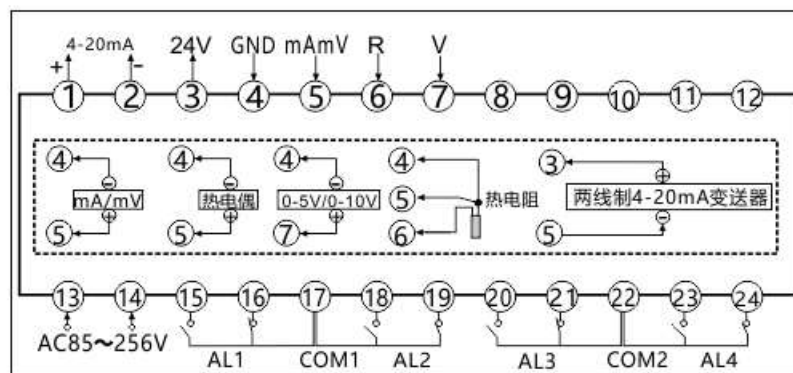 4-20mA 24V GND mAmV R V
+ −
1 2 3 4 5 6 7 8 9 10 11 12
4 4 4 4 3
− − − +
mA/mV 热电偶 0-5V/0-10V 5 热电阻 两线制4-20mA变送器
+ + + −
5 5 7 6 5
13 14 15 16 17 18 19 20 21 22 23 24
AC85～256V AL1 COM1 AL2 AL3 COM2 AL4